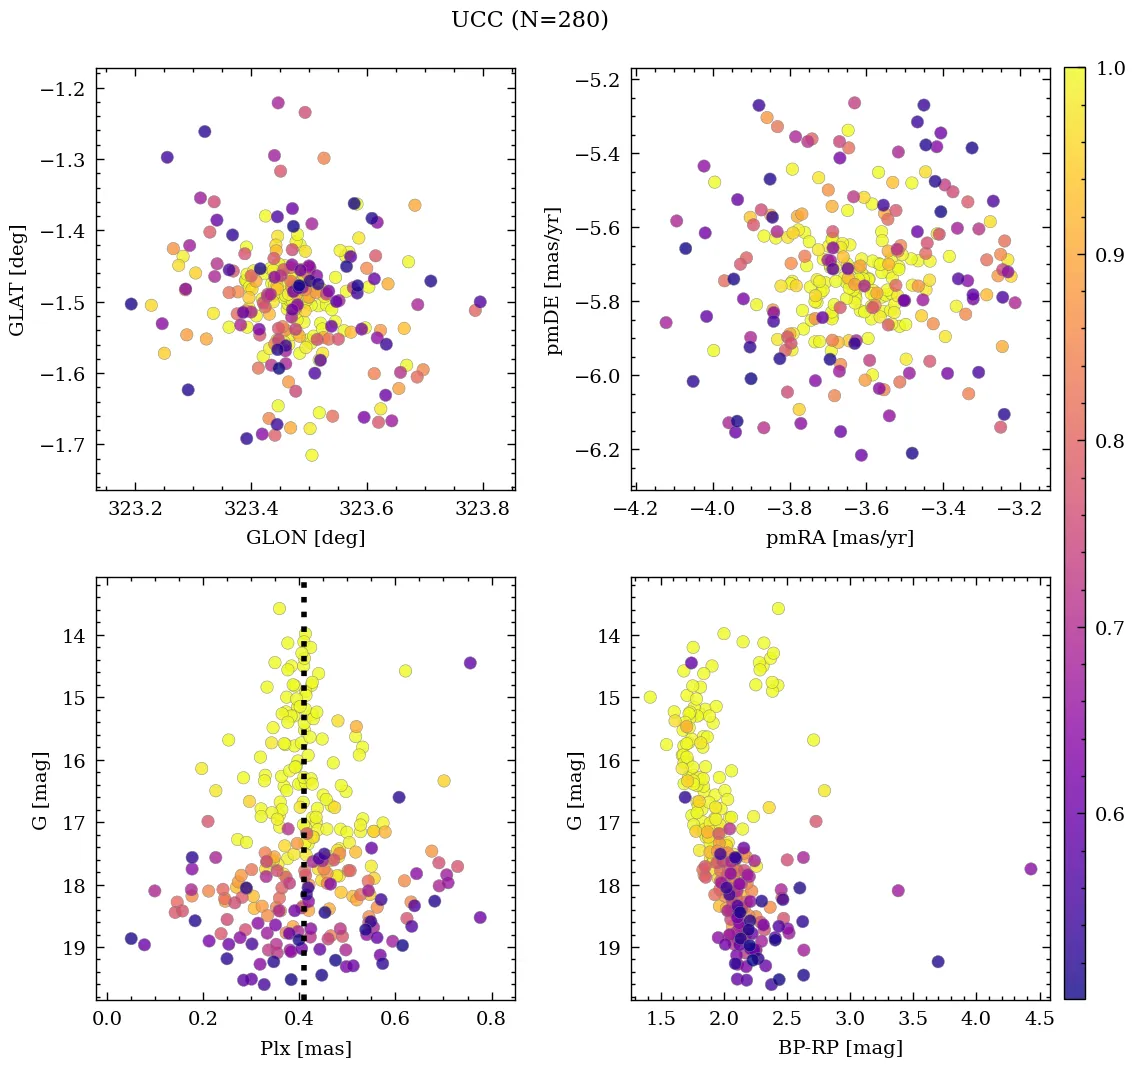 UCC (N=280)
−1.2
−1.3
−1.4
−1.5
−1.6
−1.7
GLAT [deg]
323.2 323.4 323.6 323.8
GLON [deg]
−5.2
−5.4
−5.6
−5.8
−6.0
−6.2
pmDE [mas/yr]
−4.2 −4.0 −3.8 −3.6 −3.4 −3.2
pmRA [mas/yr]
1.0
0.9
0.8
0.7
0.6
14
15
16
17
18
19
G [mag]
0.0 0.2 0.4 0.6 0.8
Plx [mas]
14
15
16
17
18
19
G [mag]
1.5 2.0 2.5 3.0 3.5 4.0 4.5
BP-RP [mag]